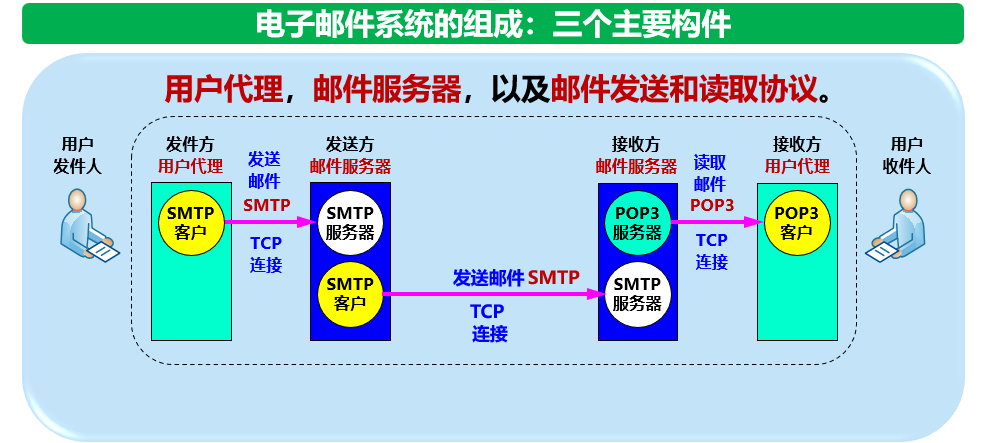 电子邮件系统的组成：三个主要构件
用户代理，邮件服务器，以及邮件发送和读取协议。
用户
发件人
发件方
用户代理
SMTP
客户
发送
邮件
SMTP
TCP
连接
发送方
邮件服务器
SMTP
服务器
SMTP
客户
发送邮件 SMTP
TCP
连接
接收方
邮件服务器
POP3
服务器
SMTP
服务器
读取
邮件
POP3
TCP
连接
接收方
用户代理
POP3
客户
用户
收件人